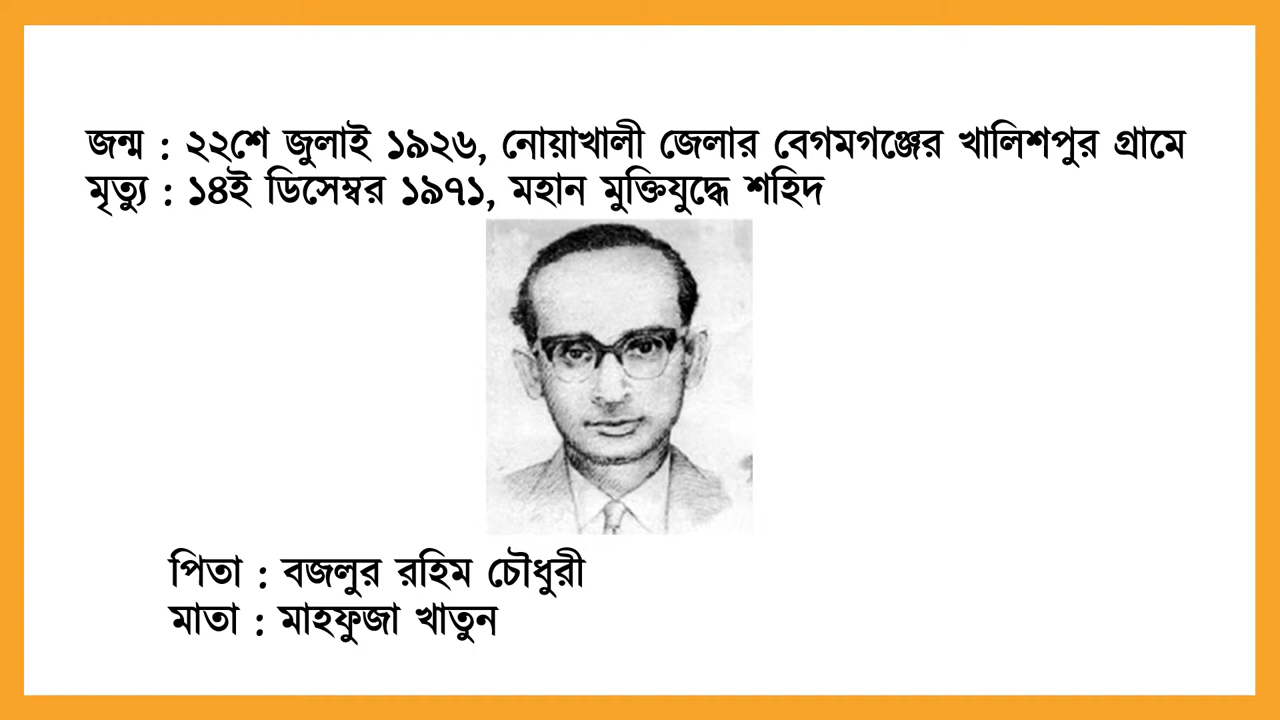 জন্ম : ২২শে জুলাই ১৯২৬, নোয়াখালী জেলার বেগমগঞ্জের খালিশপুর গ্রামে
মৃত্যু : ১৪ই ডিসেম্বর ১৯৭১, মহান মুক্তিযুদ্ধে শহিদ
পিতা : বজলুর রহিম চৌধুরী
মাতা : মাহফুজা খাতুন